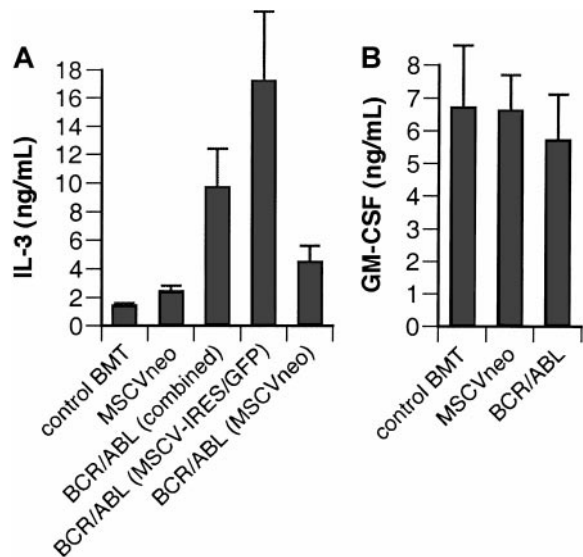 A
IL-3 (ng/mL)
18
16
14
12
10
8
6
4
2
0
control BMT
MSCVneo
BCR/ABL (combined)
BCR/ABL (MSCV-IRES/GFP)
BCR/ABL (MSCVneo)
B
GM-CSF (ng/mL)
8
7
6
5
4
3
2
1
0
control BMT
MSCVneo
BCR/ABL